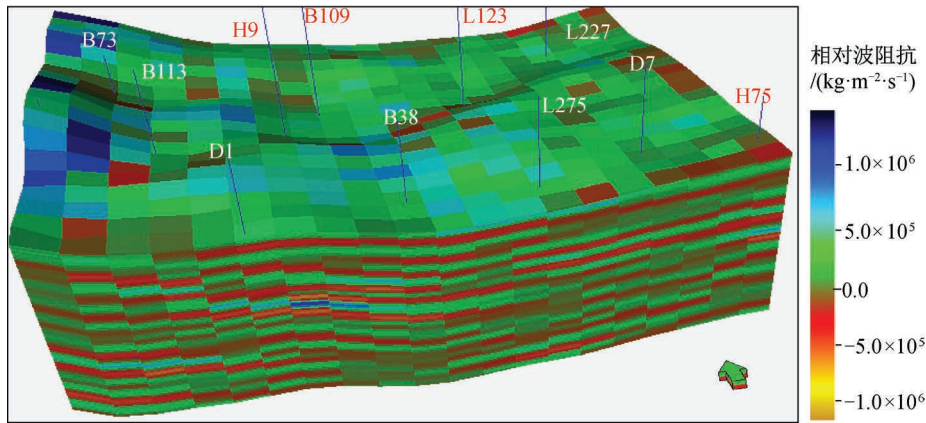 H9
B109
L123
L227
B73
B113
D7
H75
B38
L275
D1
相对波阻抗
/(kg·m⁻²·s⁻¹)
1.0×10⁶
5.0×10⁵
0.0
−5.0×10⁵
−1.0×10⁶